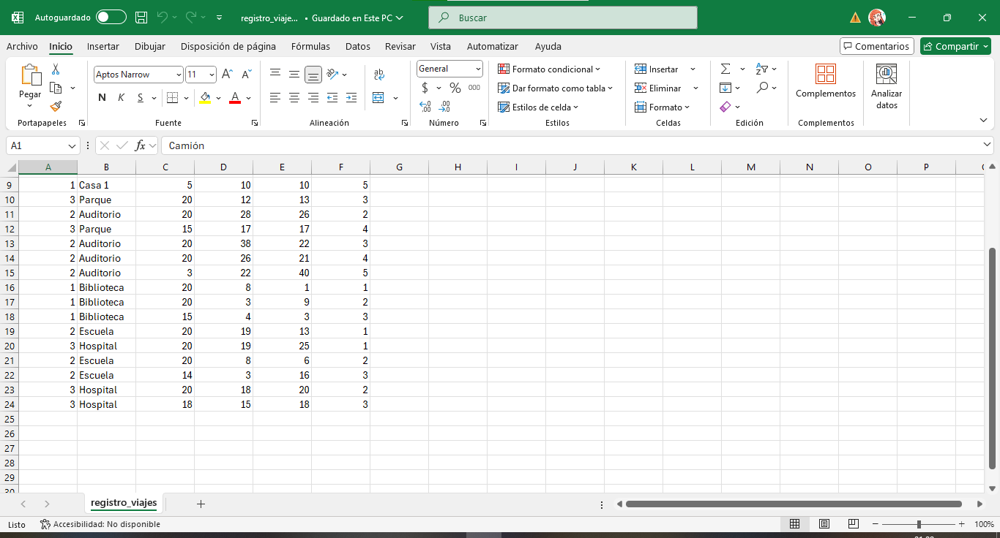 Autoguardado registro_viaje... • Guardado en Este PC Buscar
Archivo Inicio Insertar Dibujar Disposición de página Fórmulas Datos Revisar Vista Automatizar Ayuda Comentarios Compartir
Pegar
Portapapeles
Aptos Narrow 11
N K S
Fuente
ab
Alineación
General
$ % 000
Número
Formato condicional
Dar formato como tabla
Estilos de celda
Estilos
Insertar
Eliminar
Formato
Celdas
Edición
Complementos
Complementos
Analizar
datos
A1 fx Camión
A B C D E F G H I J K L M N O P
9 1 Casa 1 5 10 10 5
10 3 Parque 20 12 13 3
11 2 Auditorio 20 28 26 2
12 3 Parque 15 17 17 4
13 2 Auditorio 20 38 22 3
14 2 Auditorio 20 26 21 4
15 2 Auditorio 3 22 40 5
16 1 Biblioteca 20 8 1 1
17 1 Biblioteca 20 3 9 2
18 1 Biblioteca 15 4 3 3
19 2 Escuela 20 19 13 1
20 3 Hospital 20 19 25 1
21 2 Escuela 20 8 6 2
22 2 Escuela 14 3 16 3
23 3 Hospital 20 18 20 2
24 3 Hospital 18 15 18 3
25
26
27
28
29
30
registro_viajes
Listo Accesibilidad: No disponible 100%